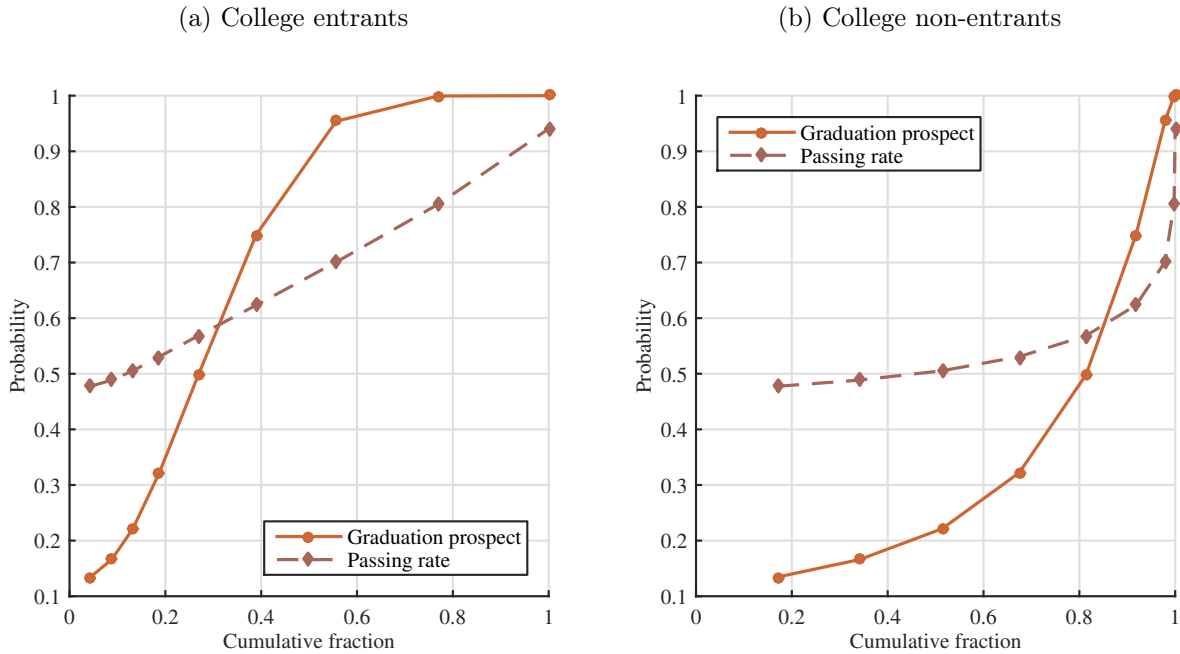 (a) College entrants
1
0.9
0.8
0.7
0.6
0.5
0.4
0.3
0.2
0.1
Probability
0 0.2 0.4 0.6 0.8 1
Cumulative fraction
Graduation prospect
Passing rate
(b) College non-entrants
1
0.9
0.8
0.7
0.6
0.5
0.4
0.3
0.2
0.1
Probability
0 0.2 0.4 0.6 0.8 1
Cumulative fraction
Graduation prospect
Passing rate